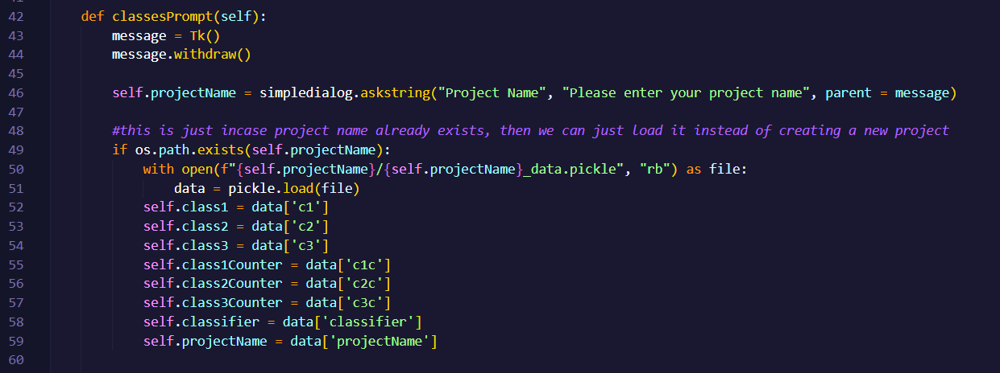 42 def classesPrompt(self):
43 message = Tk()
44 message.withdraw()
45
46 self.projectName = simpledialog.askstring("Project Name", "Please enter your project name", parent = message)
47
48 #this is just incase project name already exists, then we can just load it instead of creating a new project
49 if os.path.exists(self.projectName):
50 with open(f"{self.projectName}/{self.projectName}_data.pickle", "rb") as file:
51 data = pickle.load(file)
52 self.class1 = data['c1']
53 self.class2 = data['c2']
54 self.class3 = data['c3']
55 self.class1Counter = data['c1c']
56 self.class2Counter = data['c2c']
57 self.class3Counter = data['c3c']
58 self.classifier = data['classifier']
59 self.projectName = data['projectName']
60